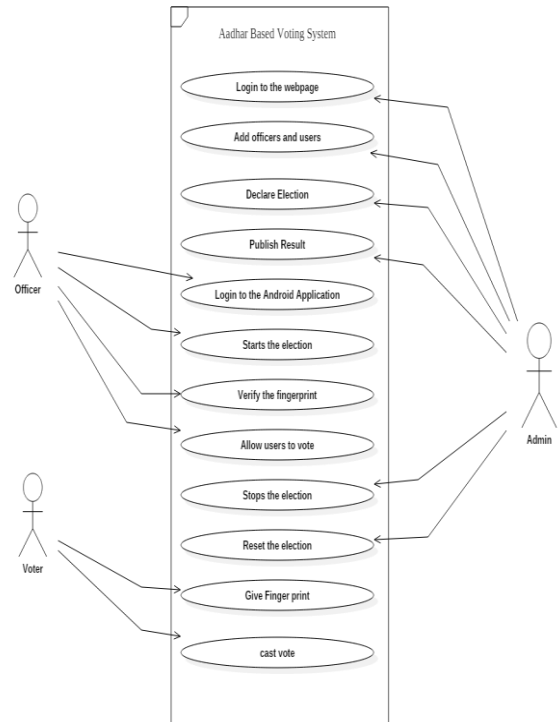 Aadhar Based Voting System
Login to the webpage
Add officers and users
Declare Election
Publish Result
Officer
Login to the Android Application
Starts the election
Verify the fingerprint
Admin
Allow users to vote
Stops the election
Reset the election
Voter
Give Finger print
cast vote